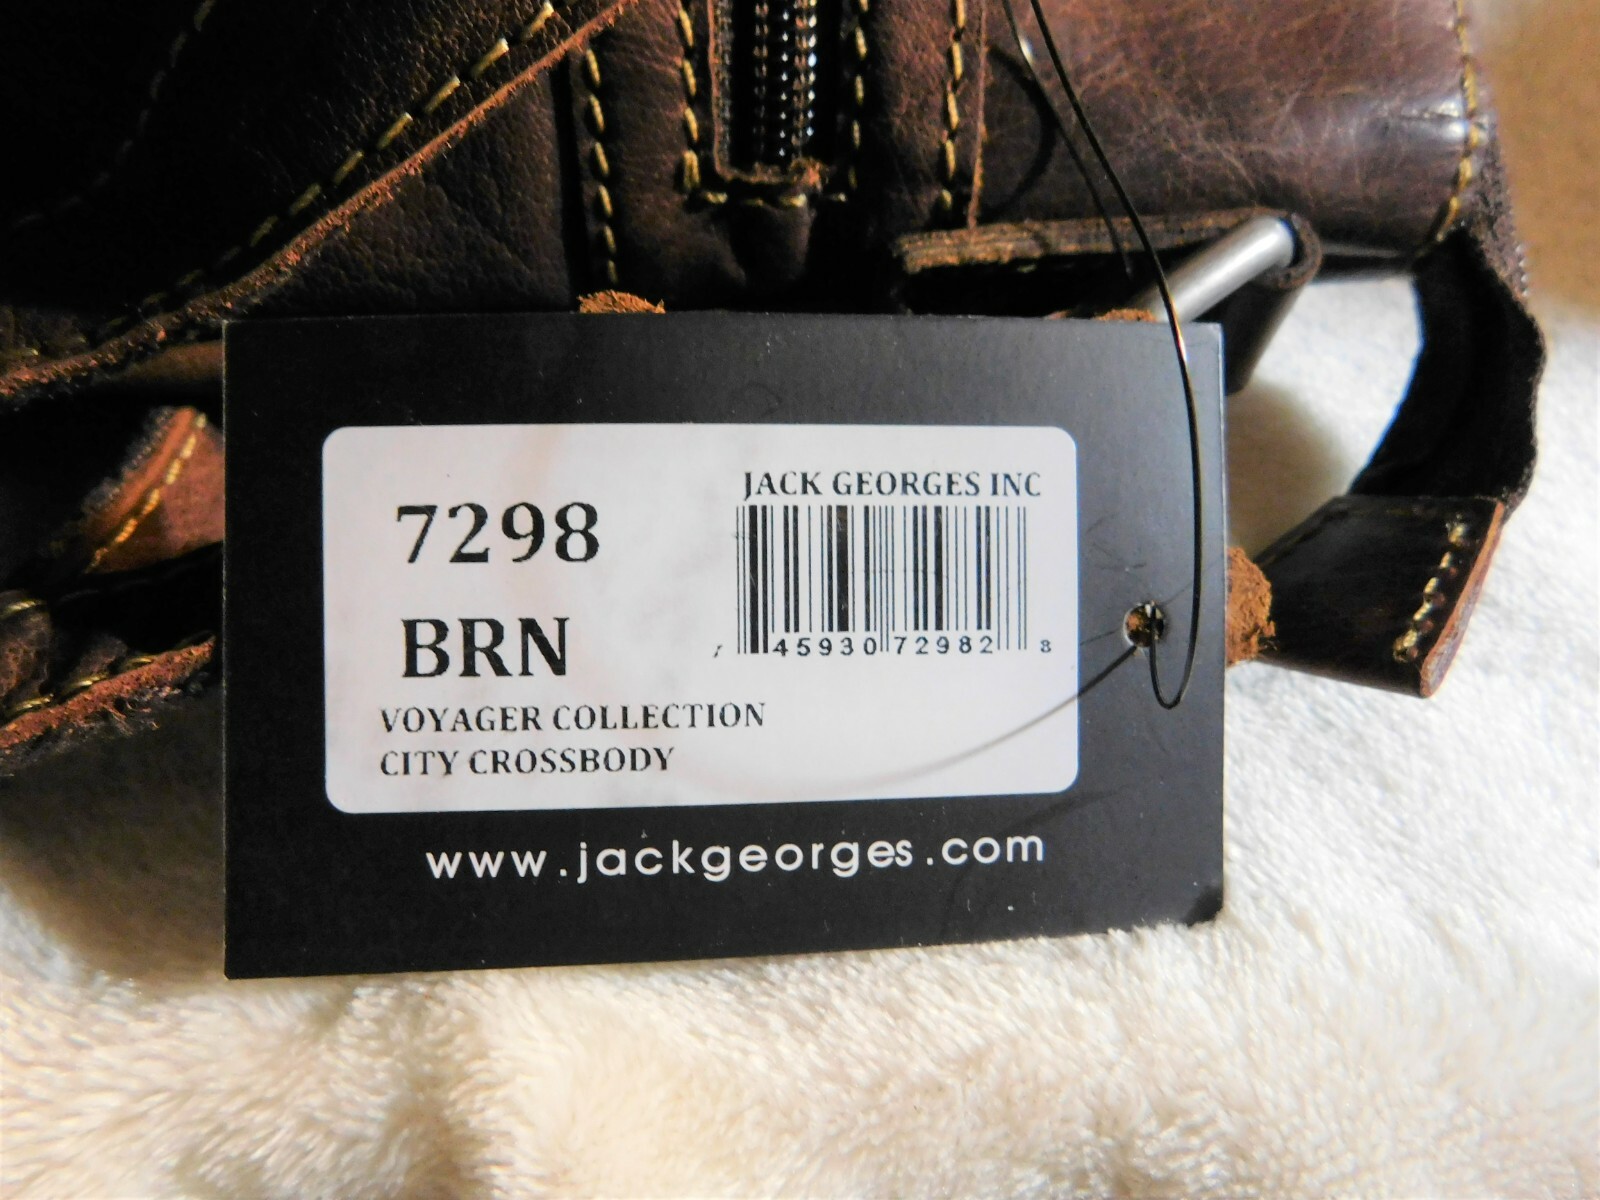 7298
BRN
VOYAGER COLLECTION
CITY CROSSBODY
JACK GEORGES INC
7 45930 72982 8
www.jackgeorges.com